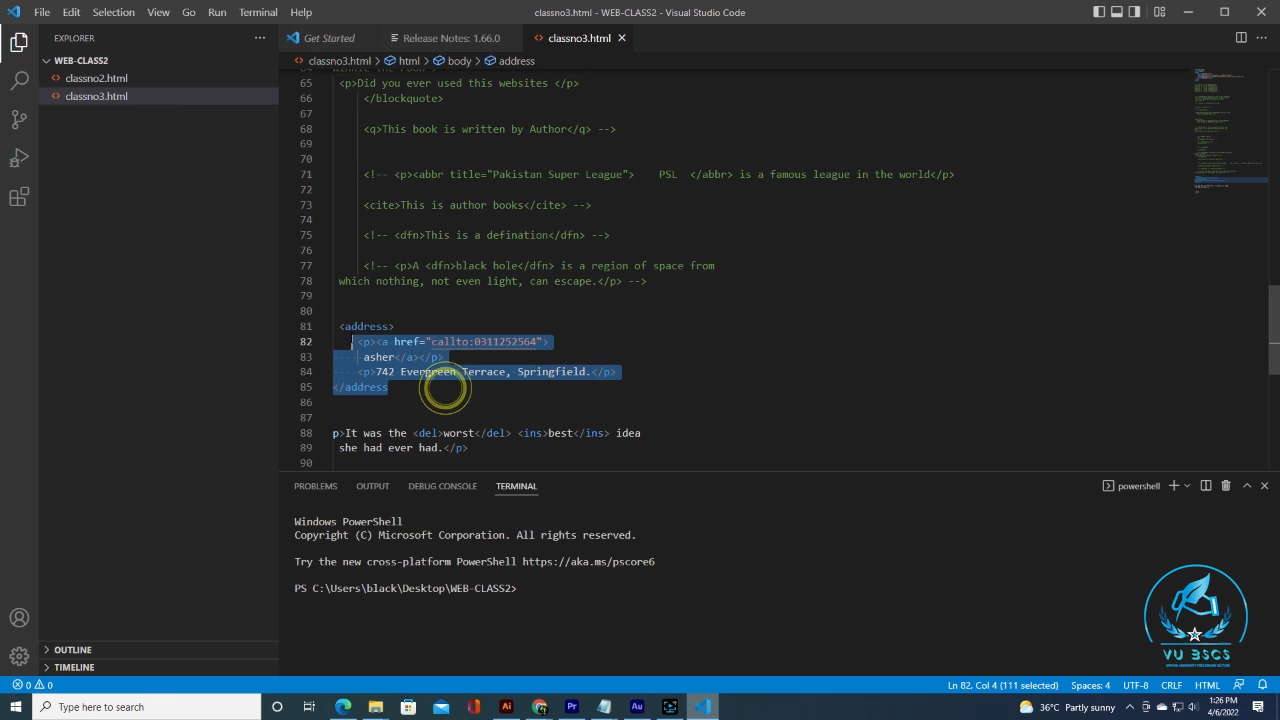 File Edit Selection View Go Run Terminal Help
classno3.html - WEB-CLASS2 - Visual Studio Code
EXPLORER
Get Started
Release Notes: 1.66.0
classno3.html
WEB-CLASS2
classno3.html > html > body > address
classno2.html
classno3.html
65 <p>Did you ever used this websites </p>
66 </blockquote>
67
68 <q>This book is written by Author</q> -->
69
70
71 <!-- <p><abbr title="Pakistan Super League"> PSL </abbr> is a famous league in the world</p>
72
73 <cite>This is author books</cite> -->
74
75 <!-- <dfn>This is a defination</dfn> -->
76
77 <!-- <p>A <dfn>black hole</dfn> is a region of space from
78 which nothing, not even light, can escape.</p> -->
79
80
81 <address>
82 <p><a href="callto:0311252564">
83 asher</a></p>
84 <p>742 Evergreen Terrace, Springfield.</p>
85 </address
86
87
88 p>It was the <del>worst</del> <ins>best</ins> idea
89 she had ever had.</p>
90
PROBLEMS OUTPUT DEBUG CONSOLE TERMINAL
powershell
Windows PowerShell
Copyright (C) Microsoft Corporation. All rights reserved.
Try the new cross-platform PowerShell https://aka.ms/pscore6
PS C:\Users\black\Desktop\WEB-CLASS2>
VU BSCS
OUTLINE
TIMELINE
0 0
Ln 82, Col 4 (111 selected) Spaces: 4 UTF-8 CRLF HTML
Type here to search
36°C Partly sunny
1:26 PM
4/6/2022